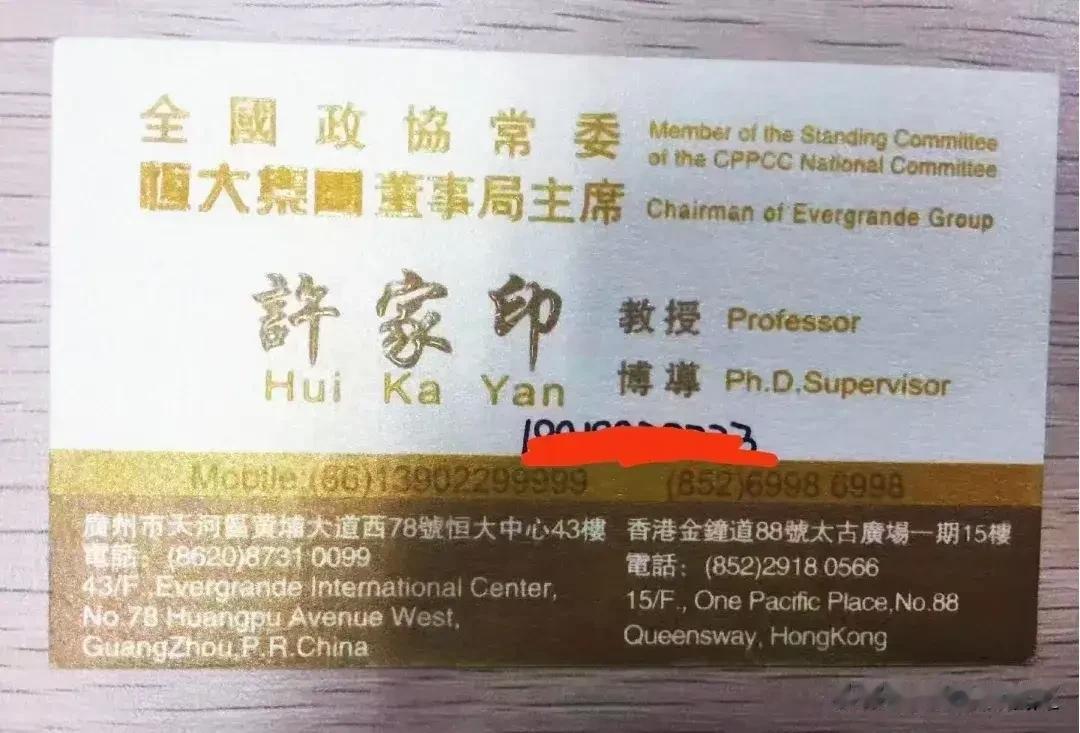 全國政協常委 Member of the Standing Committee
of the CPPCC National Committee
恆大集團 董事局主席 Chairman of Evergrande Group
許家印 教授 Professor
Hui Ka Yan 博導 Ph.D.Supervisor
Mobile:(86)13902299999 (852)6998 6998
廣州市天河區黃埔大道西78號恒大中心43樓
電話：(8620)8731 0099
43/F .,Evergrande International Center,
No.78 Huangpu Avenue West,
GuangZhou,P.R.China
香港金鐘道88號太古廣場一期15樓
電話：(852)2918 0566
15/F., One Pacific Place,No.88
Queensway, HongKong